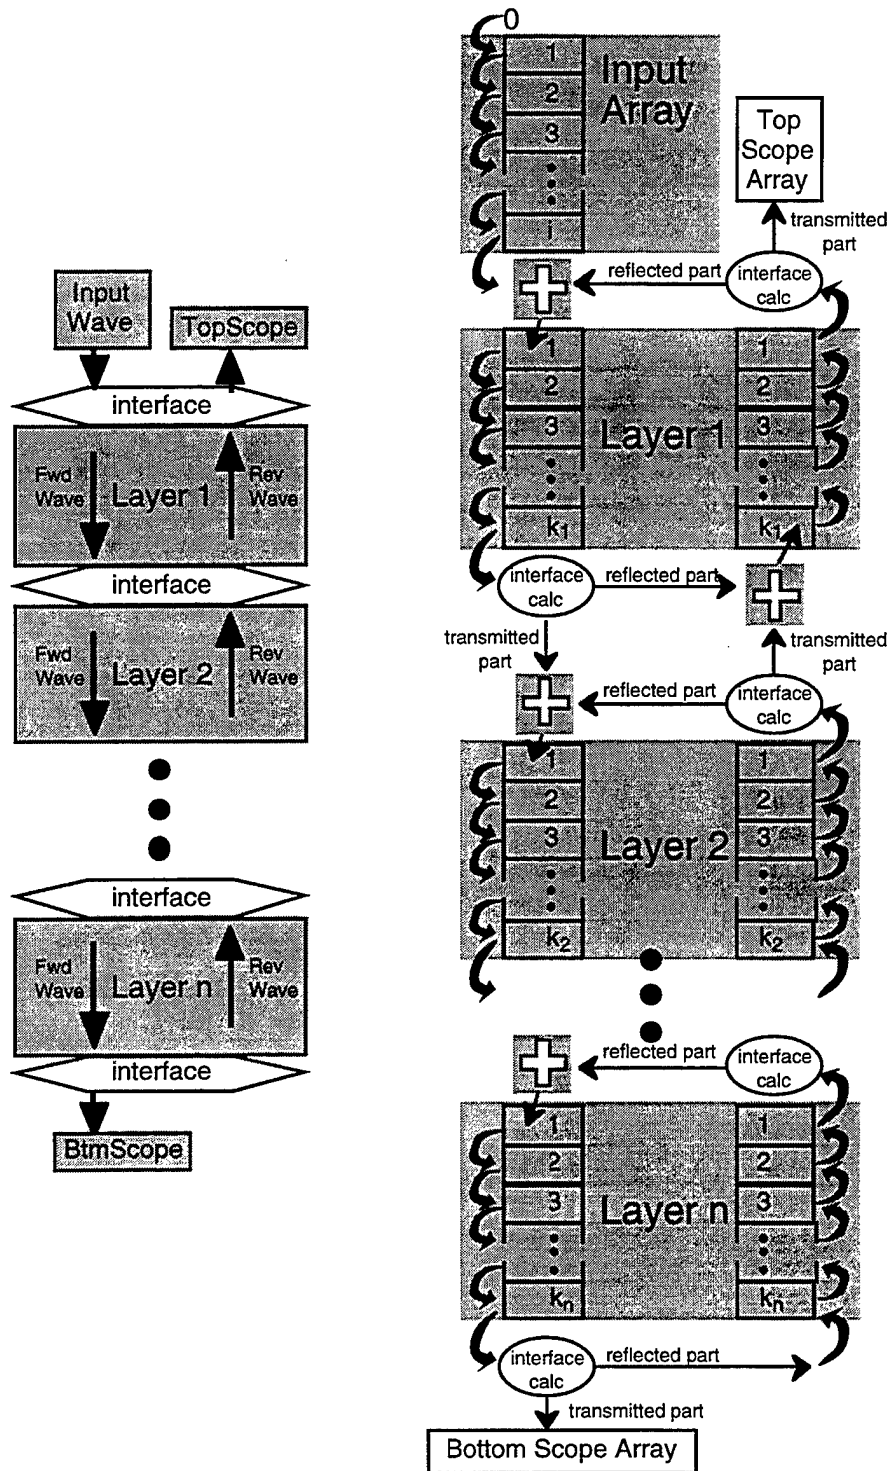 Input
Wave
TopScope
interface
Fwd
Wave
Layer 1
Rev
Wave
interface
Fwd
Wave
Layer 2
Rev
Wave
interface
Fwd
Wave
Layer n
Rev
Wave
interface
BtmScope
0
1
2
3
i
Input
Array
Top
Scope
Array
transmitted
part
reflected part
interface
calc
1
2
3
k1
Layer 1
1
2
3
k1
interface
calc
reflected part
transmitted
part
transmitted
part
reflected part
interface
calc
1
2
3
k2
Layer 2
1
2
3
k2
reflected part
interface
calc
1
2
3
kn
Layer n
1
2
3
kn
interface
calc
reflected part
transmitted part
Bottom Scope Array